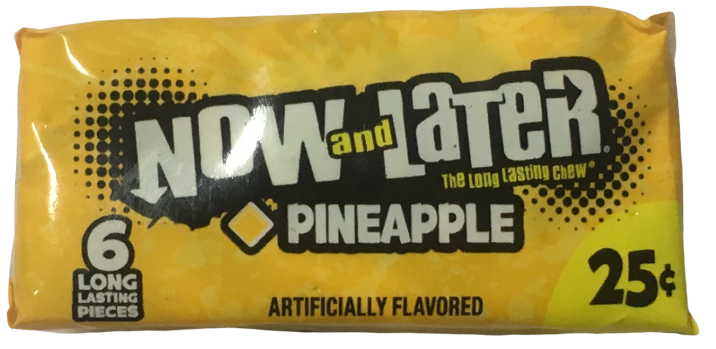 NOW and LATER®
The Long Lasting Chew®
PINEAPPLE
6
LONG
LASTING
PIECES
ARTIFICIALLY FLAVORED
25¢